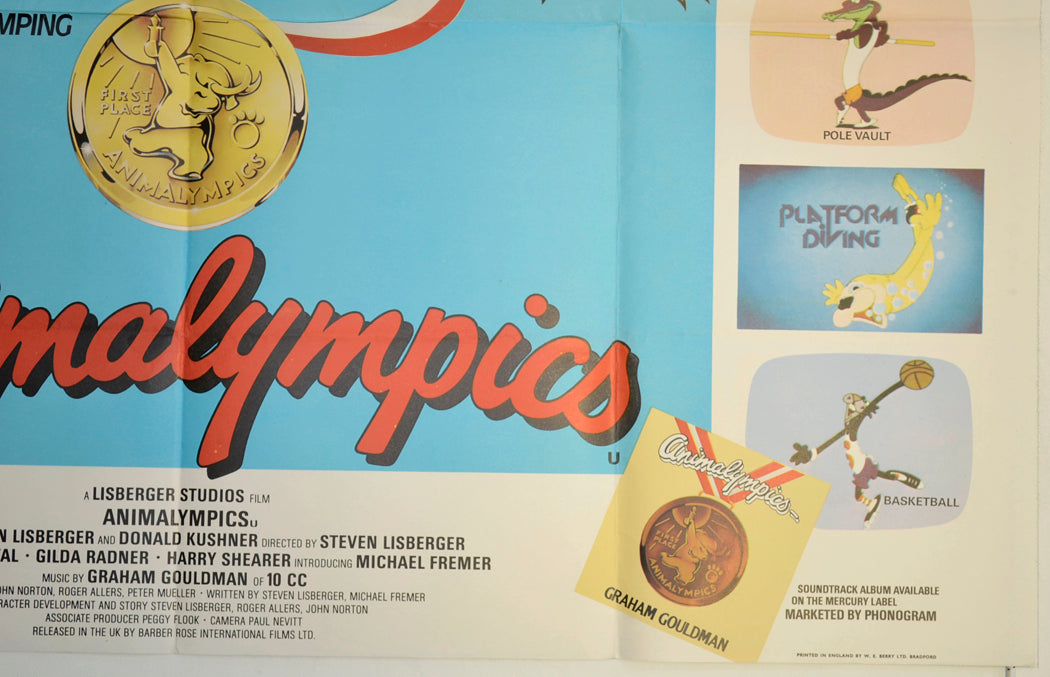 MPING
FIRST
PLACE
ANIMALYMPICS
malympics
U
POLE VAULT
PLATFORM
DIVING
BASKETBALL
A LISBERGER STUDIOS FILM
ANIMALYMPICS U
N LISBERGER AND DONALD KUSHNER DIRECTED BY STEVEN LISBERGER
AL · GILDA RADNER · HARRY SHEARER INTRODUCING MICHAEL FREMER
MUSIC BY GRAHAM GOULDMAN OF 10 CC
OHN NORTON, ROGER ALLERS, PETER MUELLER · WRITTEN BY STEVEN LISBERGER, MICHAEL FREMER
RACTER DEVELOPMENT AND STORY STEVEN LISBERGER, ROGER ALLERS, JOHN NORTON
ASSOCIATE PRODUCER PEGGY FLOOK · CAMERA PAUL NEVITT
RELEASED IN THE UK BY BARBER ROSE INTERNATIONAL FILMS LTD.
Animalympics
FIRST
PLACE
ANIMALYMPICS
GRAHAM GOULDMAN
SOUNDTRACK ALBUM AVAILABLE
ON THE MERCURY LABEL
MARKETED BY PHONOGRAM
PRINTED IN ENGLAND BY W. E. BERRY LTD. BRADFORD